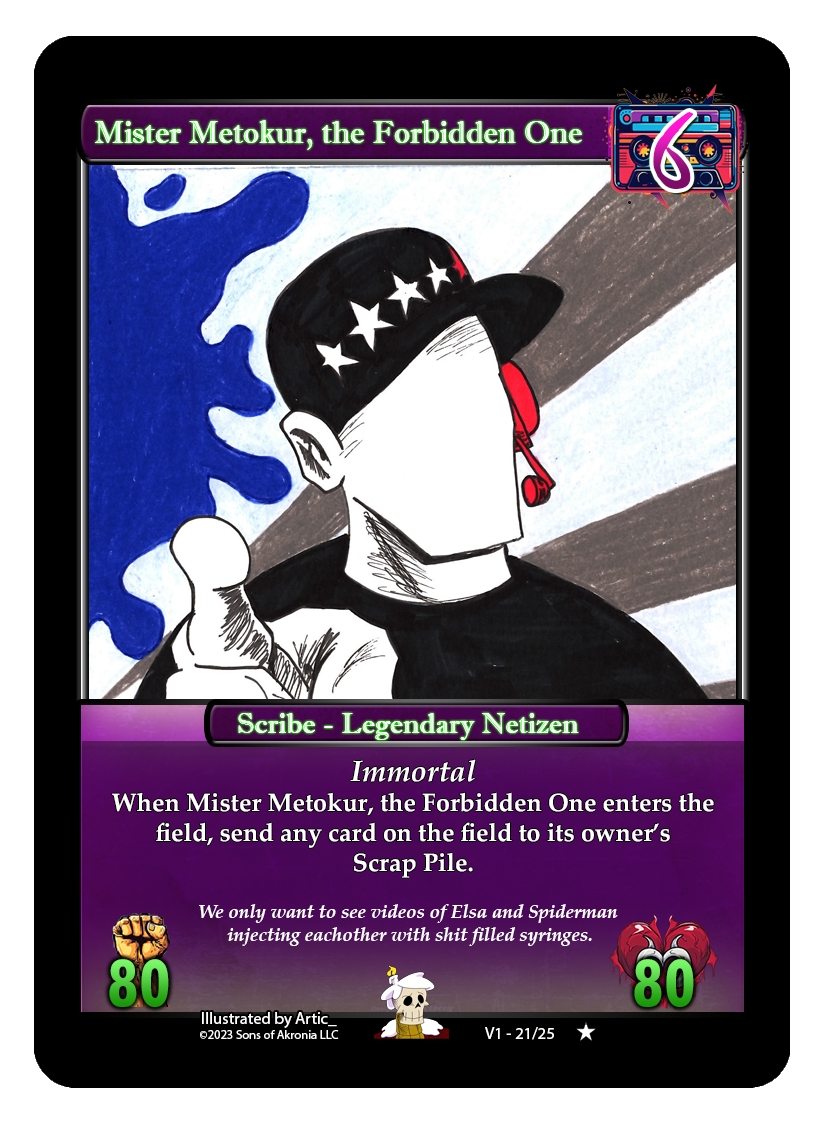 Mister Metokur, the Forbidden One
6
Scribe - Legendary Netizen
Immortal
When Mister Metokur, the Forbidden One enters the
field, send any card on the field to its owner's
Scrap Pile.
We only want to see videos of Elsa and Spiderman
injecting eachother with shit filled syringes.
80
80
Illustrated by Artic_
©2023 Sons of Akronia LLC
V1 - 21/25